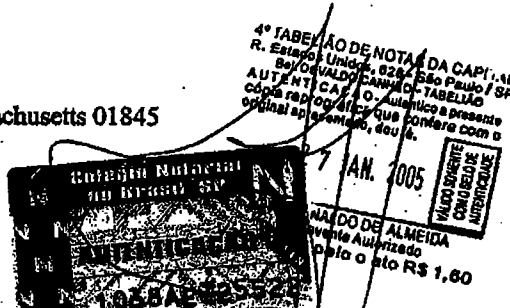 4º TABELIÃO DE NOTAS DA CAPITAL
R. Estados Unidos, São Paulo / SP
Bel. OSVALDO CANHEO - TABELIÃO
AUTENTICAÇÃO - Autentico a presente
cópia reprográfica que confere com o
original apresentado, dou fé.
chusetts 01845
7 JAN. 2005
VÁLIDO SOMENTE
COM O SELO DE
AUTENTICIDADE
NALDO DE ALMEIDA
Autorizado
pelo o ato R$ 1,60
Colégio Notarial
do Brasil SP
AUTENTICAÇÃO